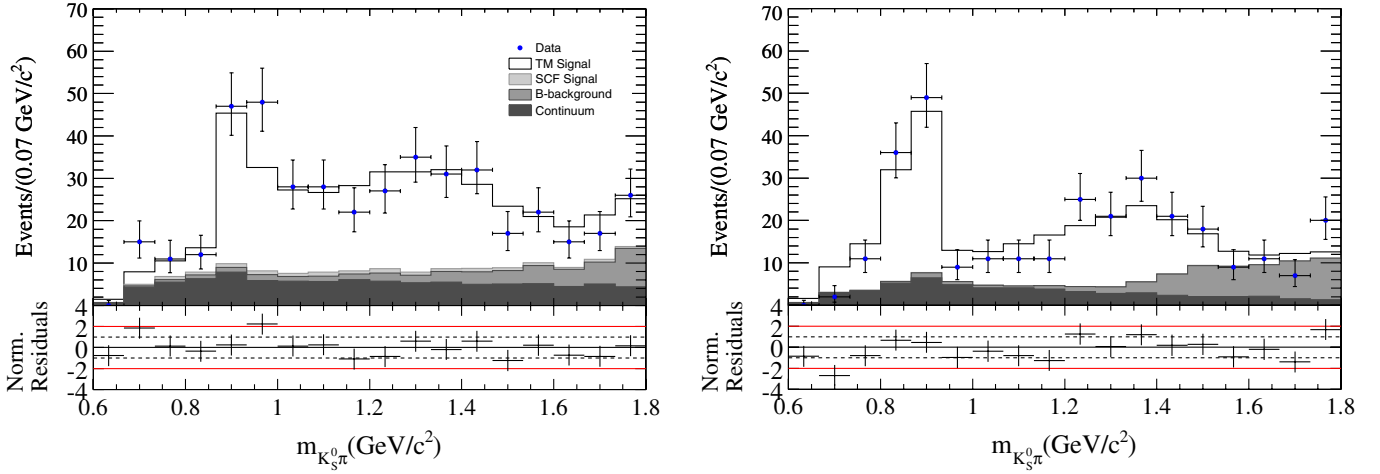 70
60
50
40
30
20
10
Events/(0.07 GeV/c²)
Data
TM Signal
SCF Signal
B-background
Continuum
4
2
0
-2
-4
Norm.
Residuals
0.6 0.8 1 1.2 1.4 1.6 1.8
m_{K_S^0 π}(GeV/c²)
70
60
50
40
30
20
10
Events/(0.07 GeV/c²)
4
2
0
-2
-4
Norm.
Residuals
0.6 0.8 1 1.2 1.4 1.6 1.8
m_{K_S^0 π}(GeV/c²)